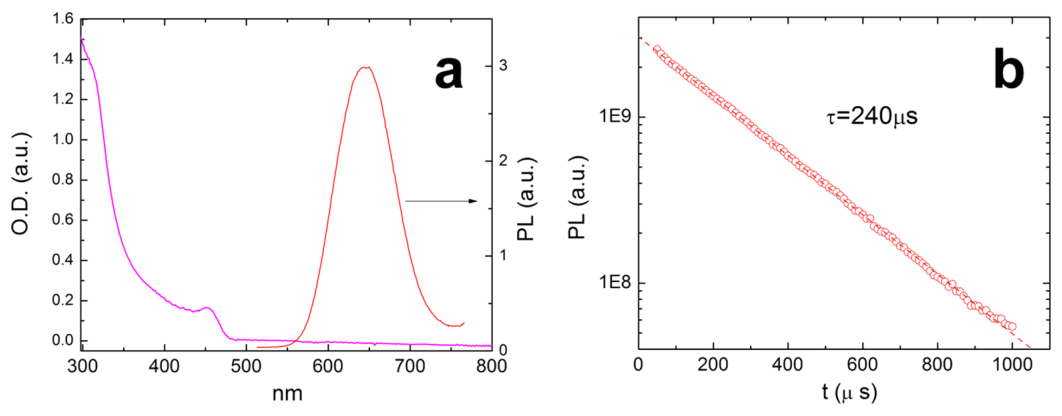 a
1.6
1.4
1.2
1.0
0.8
0.6
0.4
0.2
0.0
O.D. (a.u.)
3
2
1
0
PL (a.u.)
300 400 500 600 700 800
nm
b
τ=240μs
1E9
1E8
PL (a.u.)
0 200 400 600 800 1000
t (μ s)